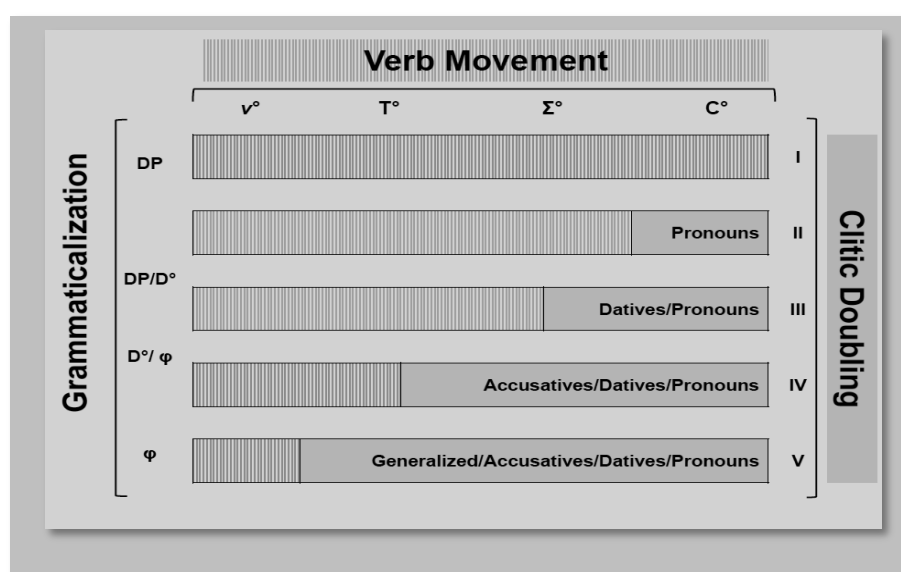 Verb Movement
v° T° Σ° C°
Grammaticalization
DP
I
Pronouns
II
DP/D°
Datives/Pronouns
III
D°/ φ
Accusatives/Datives/Pronouns
IV
φ
Generalized/Accusatives/Datives/Pronouns
V
Clitic Doubling